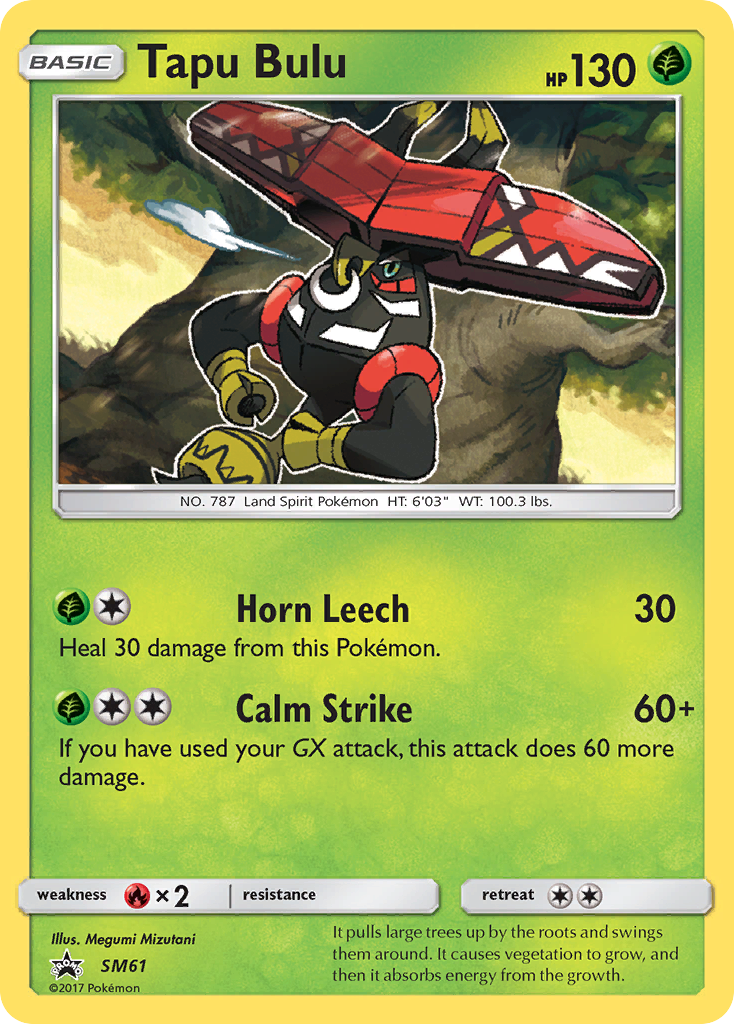 BASIC Tapu Bulu HP 130
NO. 787 Land Spirit Pokémon HT: 6'03" WT: 100.3 lbs.
Horn Leech 30
Heal 30 damage from this Pokémon.
Calm Strike 60+
If you have used your GX attack, this attack does 60 more
damage.
weakness ×2 resistance retreat
Illus. Megumi Mizutani
PROMO SM61
©2017 Pokémon
It pulls large trees up by the roots and swings
them around. It causes vegetation to grow, and
then it absorbs energy from the growth.